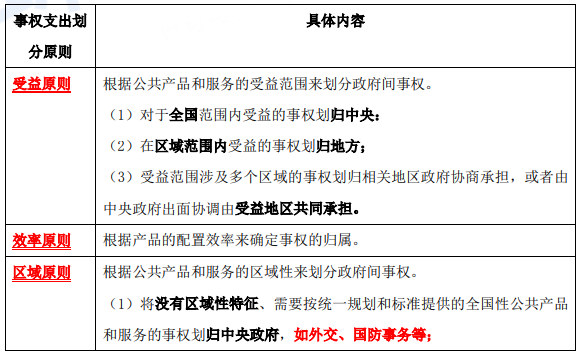 事权支出划
分原则
具体内容
受益原则
根据公共产品和服务的受益范围来划分政府间事权。
（1）对于全国范围内受益的事权划归中央：
（2）在区域范围内受益的事权划归地方；
（3）受益范围涉及多个区域的事权划归相关地区政府协商承担，或者由
中央政府出面协调由受益地区共同承担。
效率原则
根据产品的配置效率来确定事权的归属。
区域原则
根据公共产品和服务的区域性来划分政府间事权。
（1）将没有区域性特征、需要按统一规划和标准提供的全国性公共产品
和服务的事权划归中央政府，如外交、国防事务等；